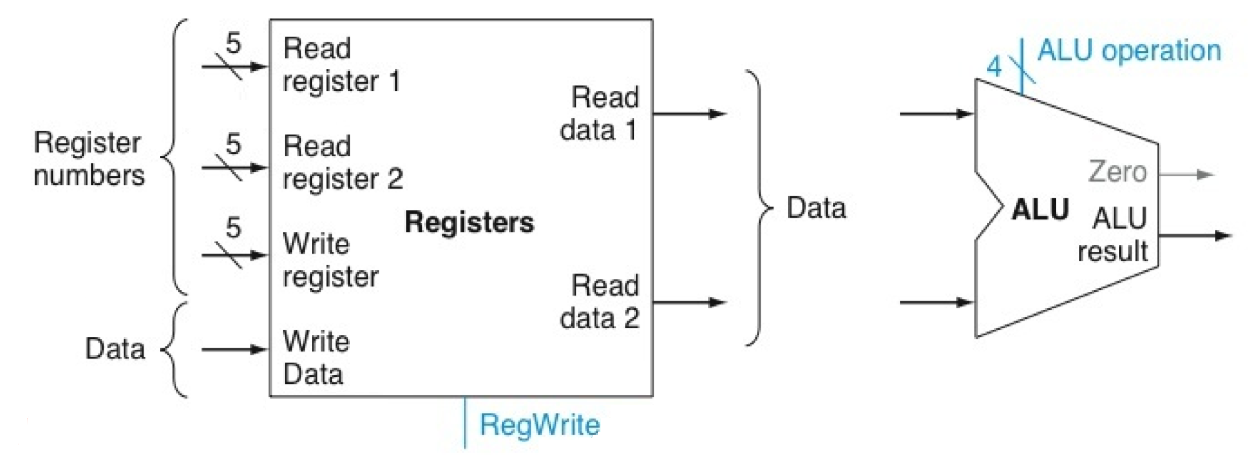 Register
numbers
Data
5
Read
register 1
5
Read
register 2
5
Write
register
Write
Data
Registers
Read
data 1
Read
data 2
RegWrite
Data
4
ALU operation
ALU
Zero
ALU
result